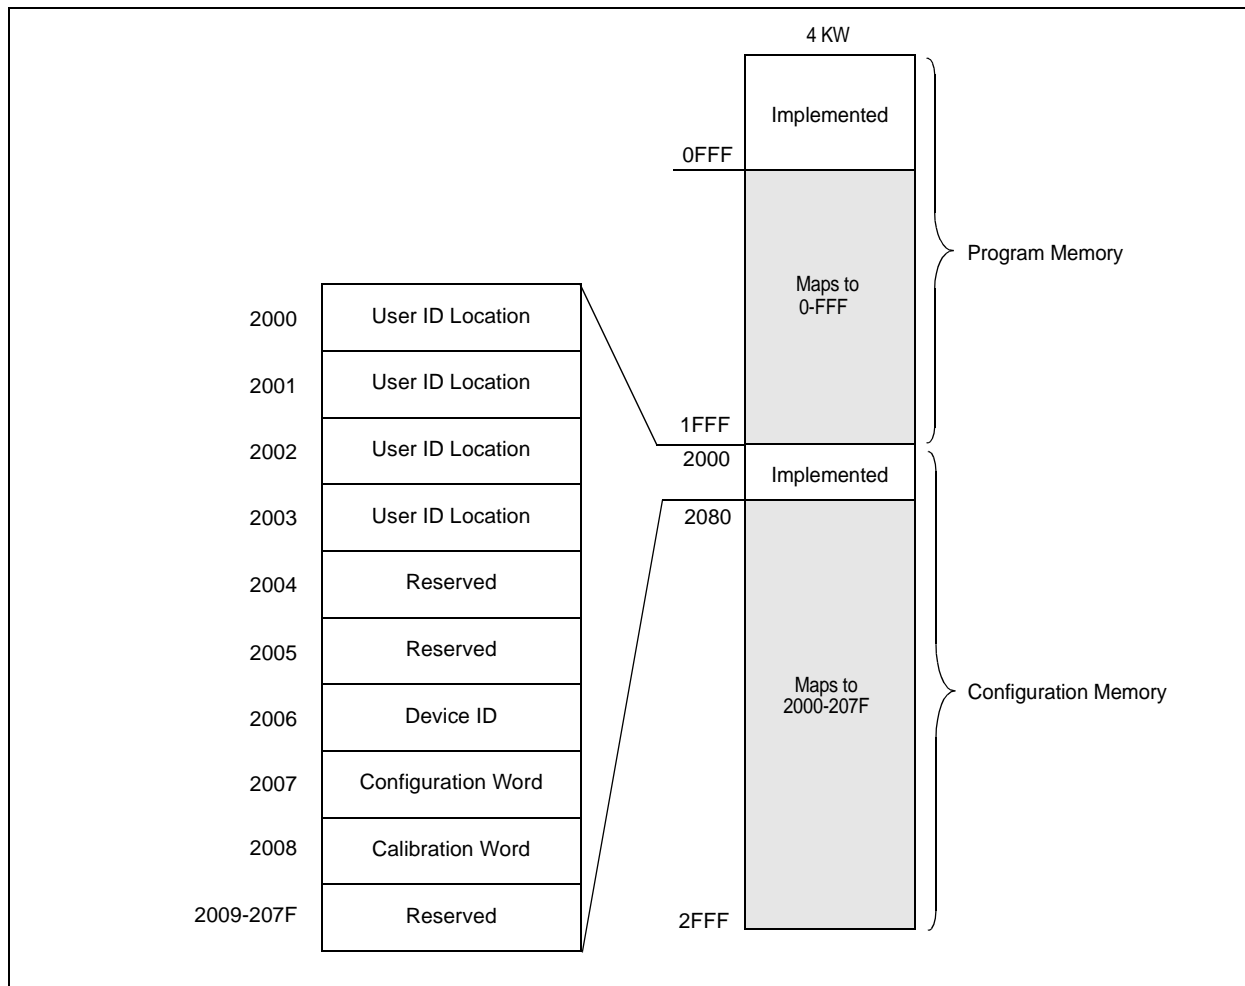 4 KW
Implemented
0FFF
Maps to
0-FFF
Program Memory
1FFF
2000
Implemented
2080
Maps to
2000-207F
Configuration Memory
2FFF
2000 User ID Location
2001 User ID Location
2002 User ID Location
2003 User ID Location
2004 Reserved
2005 Reserved
2006 Device ID
2007 Configuration Word
2008 Calibration Word
2009-207F Reserved